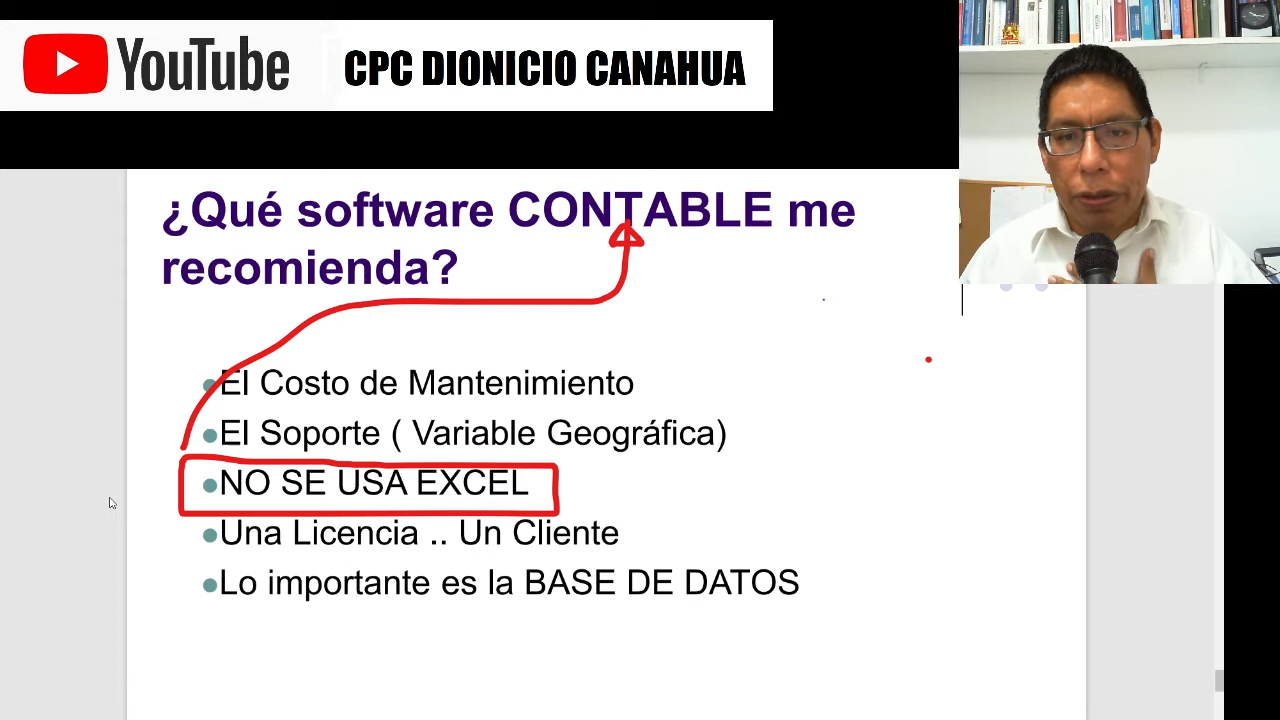 YouTube CPC DIONICIO CANAHUA
¿Qué software CONTABLE me
recomienda?
El Costo de Mantenimiento
El Soporte ( Variable Geográfica)
NO SE USA EXCEL
Una Licencia .. Un Cliente
Lo importante es la BASE DE DATOS